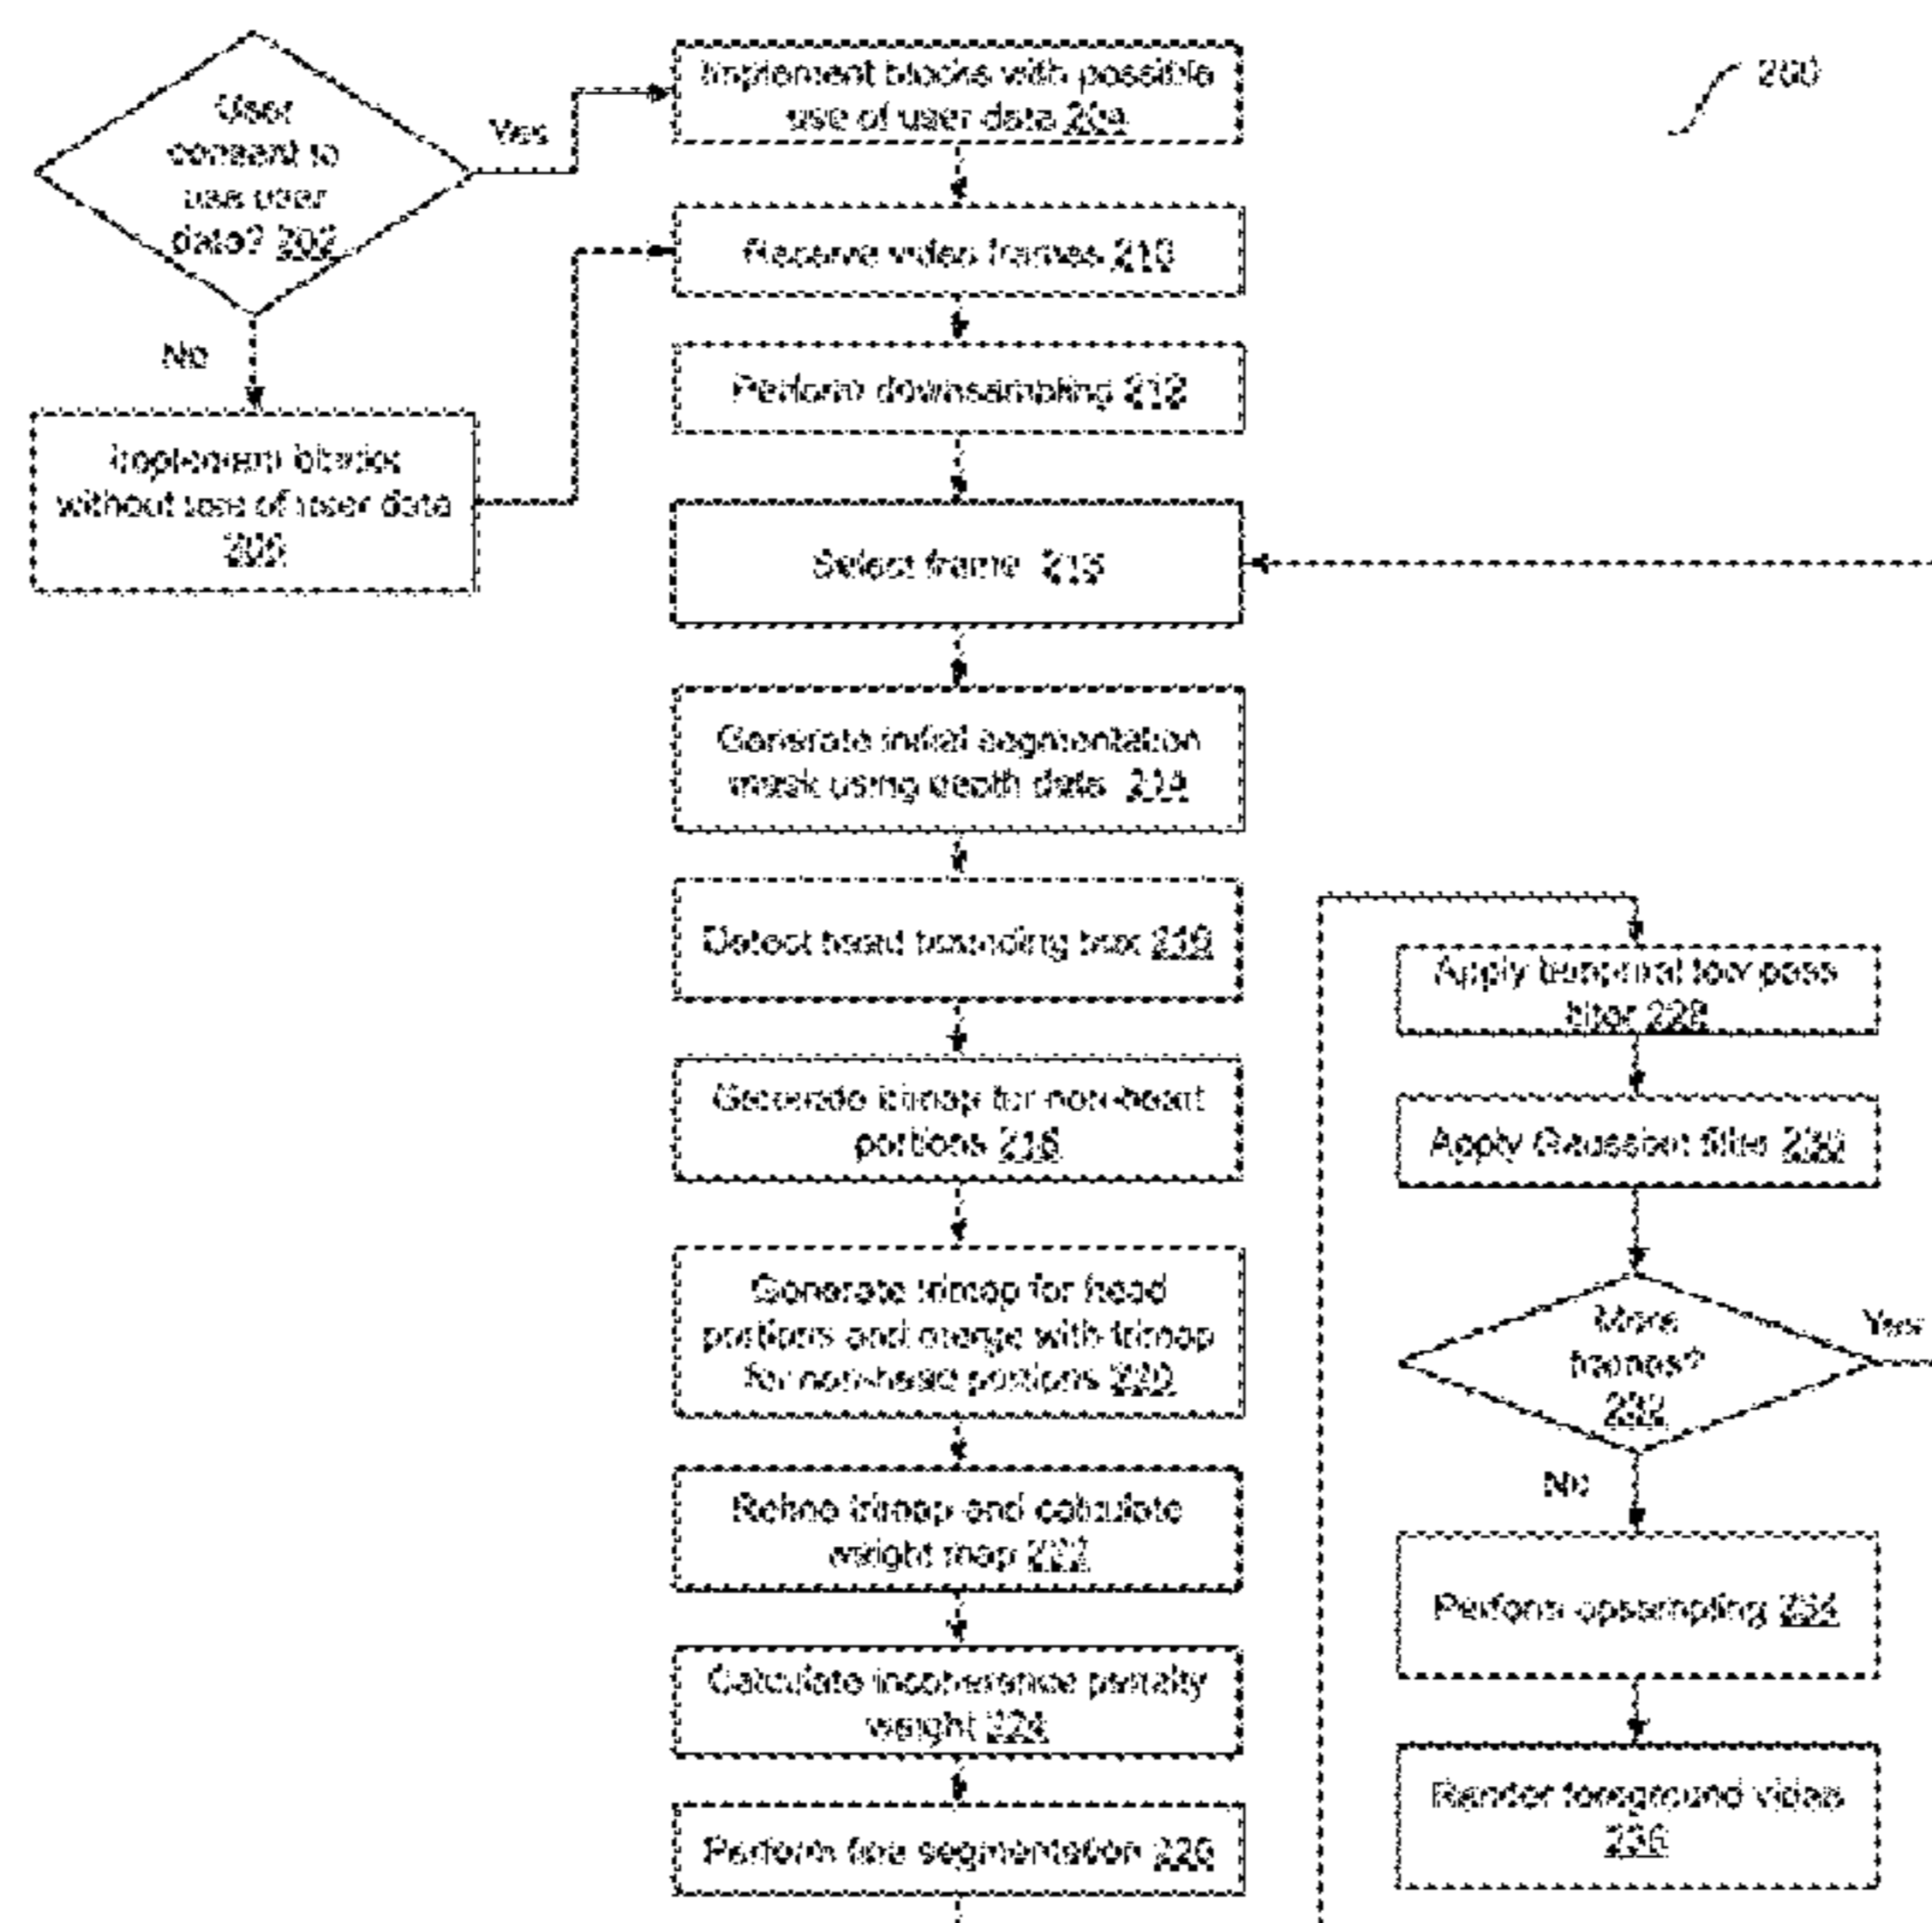 200
User
consent to
use user
data? 202
Yes
No
Implement blocks with possible
use of user data 204
Implement blocks
without use of user data
Receive video frames 210
Perform downsampling 212
Select frame 213
Generate initial segmentation
mask using depth data 214
Detect head bounding box 216
Generate trimap for non-head
portions 218
Generate trimap for head
portions and merge with trimap
for non-head portions 220
Refine trimap and calculate
weight map 222
Calculate incoherence penalty
weight 224
Perform fine segmentation 226
Apply temporal low pass
filter 228
Apply Gaussian filter 230
More
frames?
232
Yes
No
Perform upsampling 234
Render foreground video
236